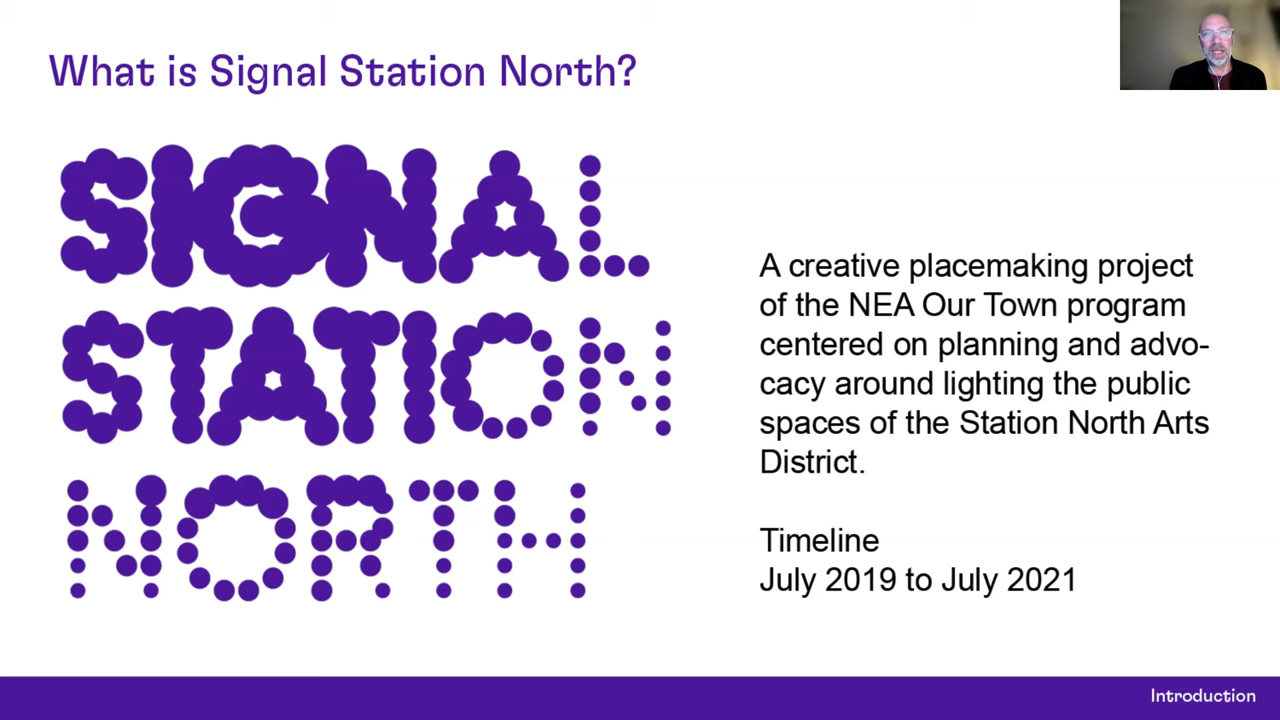 What is Signal Station North?
SIGNAL
STATION
NORTH
A creative placemaking project
of the NEA Our Town program
centered on planning and advo-
cacy around lighting the public
spaces of the Station North Arts
District.
Timeline
July 2019 to July 2021
Introduction